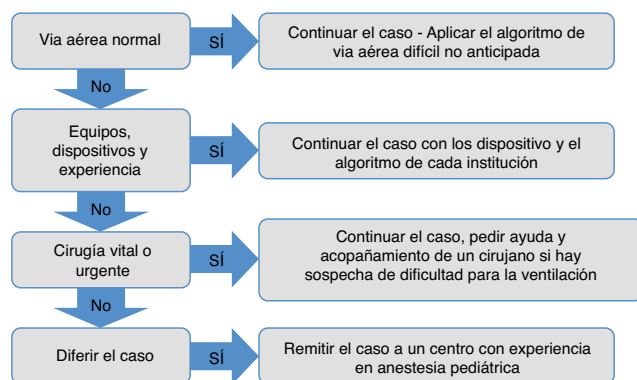 Via aérea normal
SÍ
Continuar el caso - Aplicar el algoritmo de
via aérea difícil no anticipada
No
Equipos,
dispositivos y
experiencia
SÍ
Continuar el caso con los dispositivo y el
algoritmo de cada institución
No
Cirugía vital o
urgente
SÍ
Continuar el caso, pedir ayuda y
acopañamiento de un cirujano si hay
sospecha de dificultad para la ventilación
No
Diferir el caso
SÍ
Remitir el caso a un centro con experiencia
en anestesia pediátrica